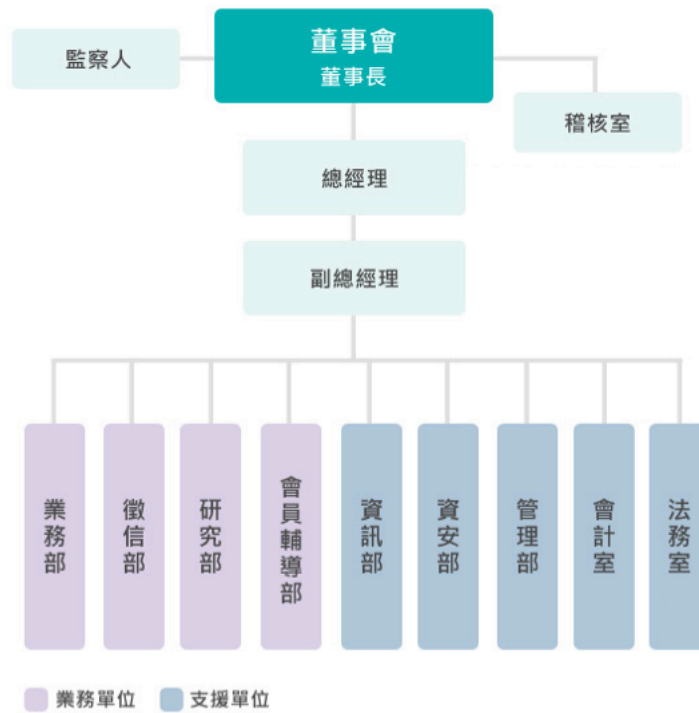 董事會
董事長
監察人
稽核室
總經理
副總經理
業務部
徵信部
研究部
會員輔導部
資訊部
資安部
管理部
會計室
法務室
業務單位
支援單位